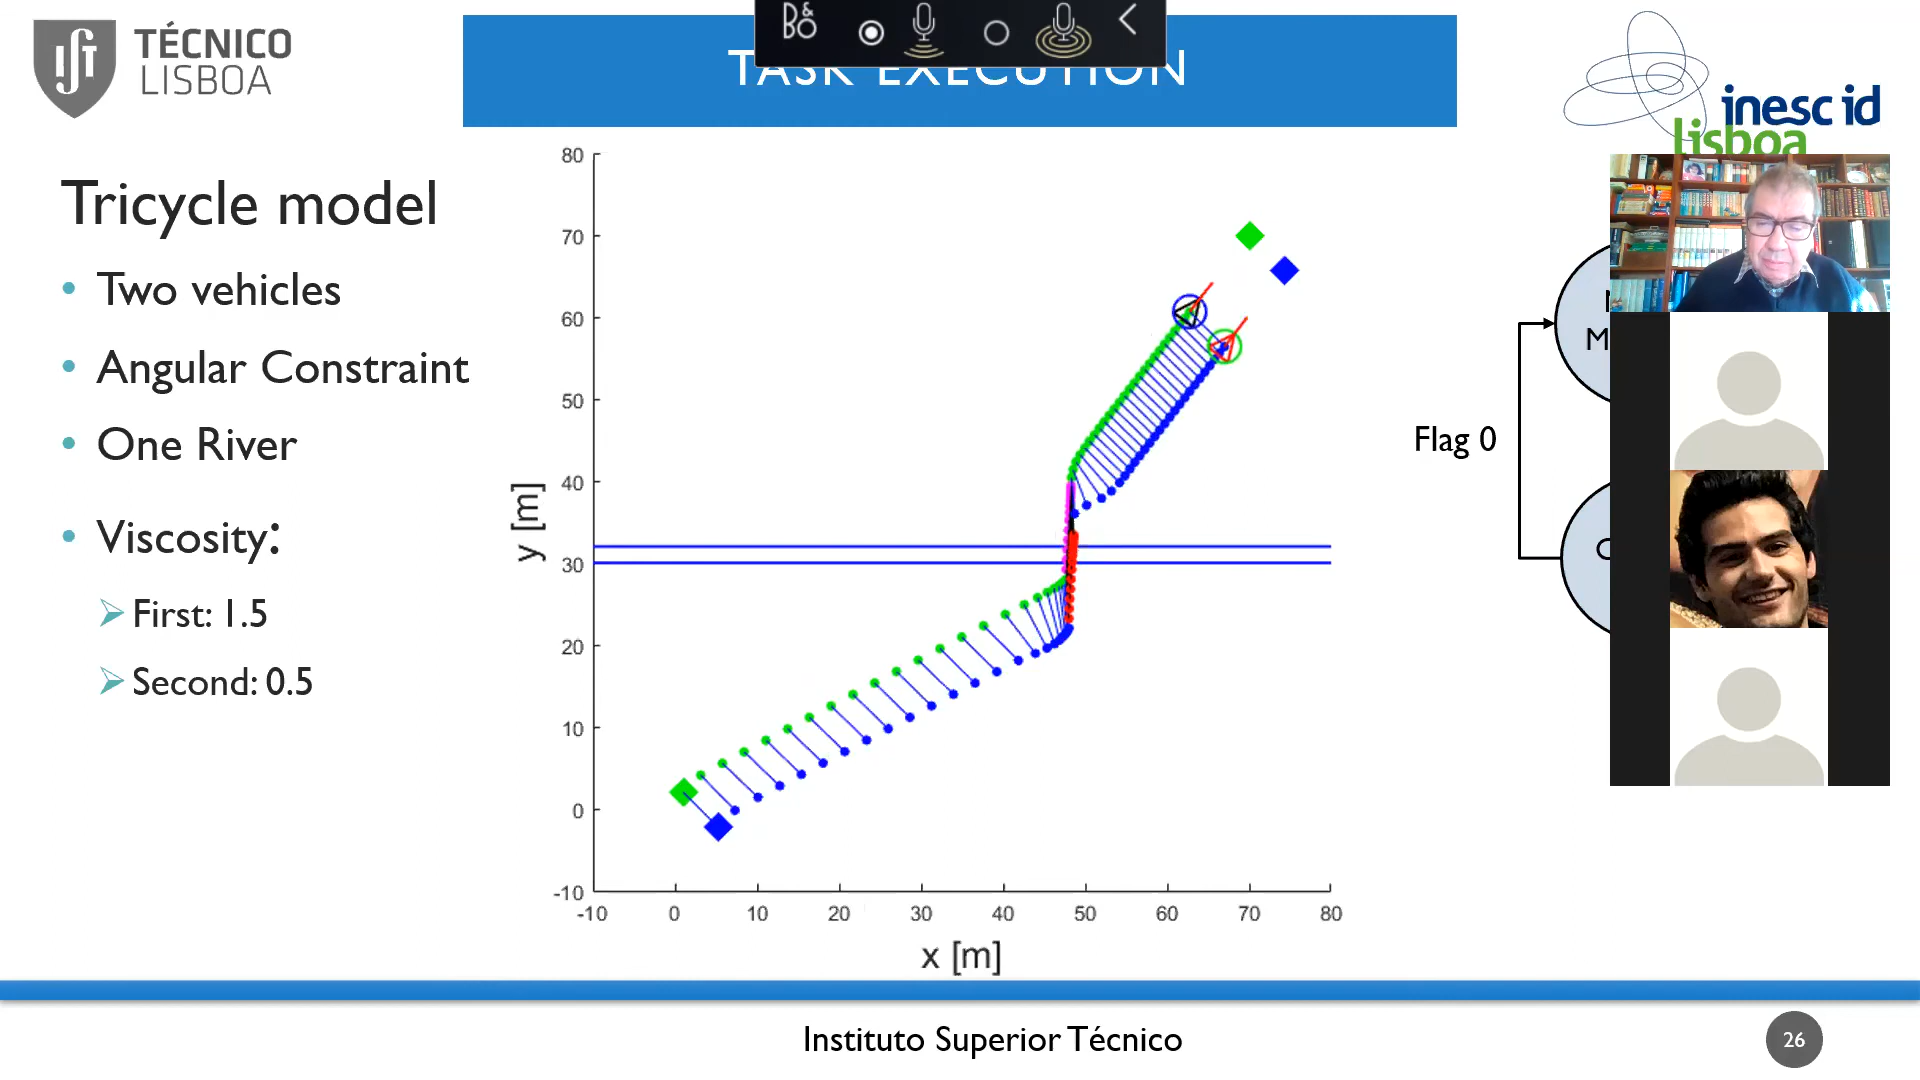 TÉCNICO
LISBOA
B&O
TASK EXECUTION
inesc id
lisboa
Tricycle model
• Two vehicles
• Angular Constraint
• One River
• Viscosity:
First: 1.5
Second: 0.5
80
70
60
50
40
30
20
10
0
-10
y [m]
-10 0 10 20 30 40 50 60 70 80
x [m]
Flag 0
Instituto Superior Técnico
26